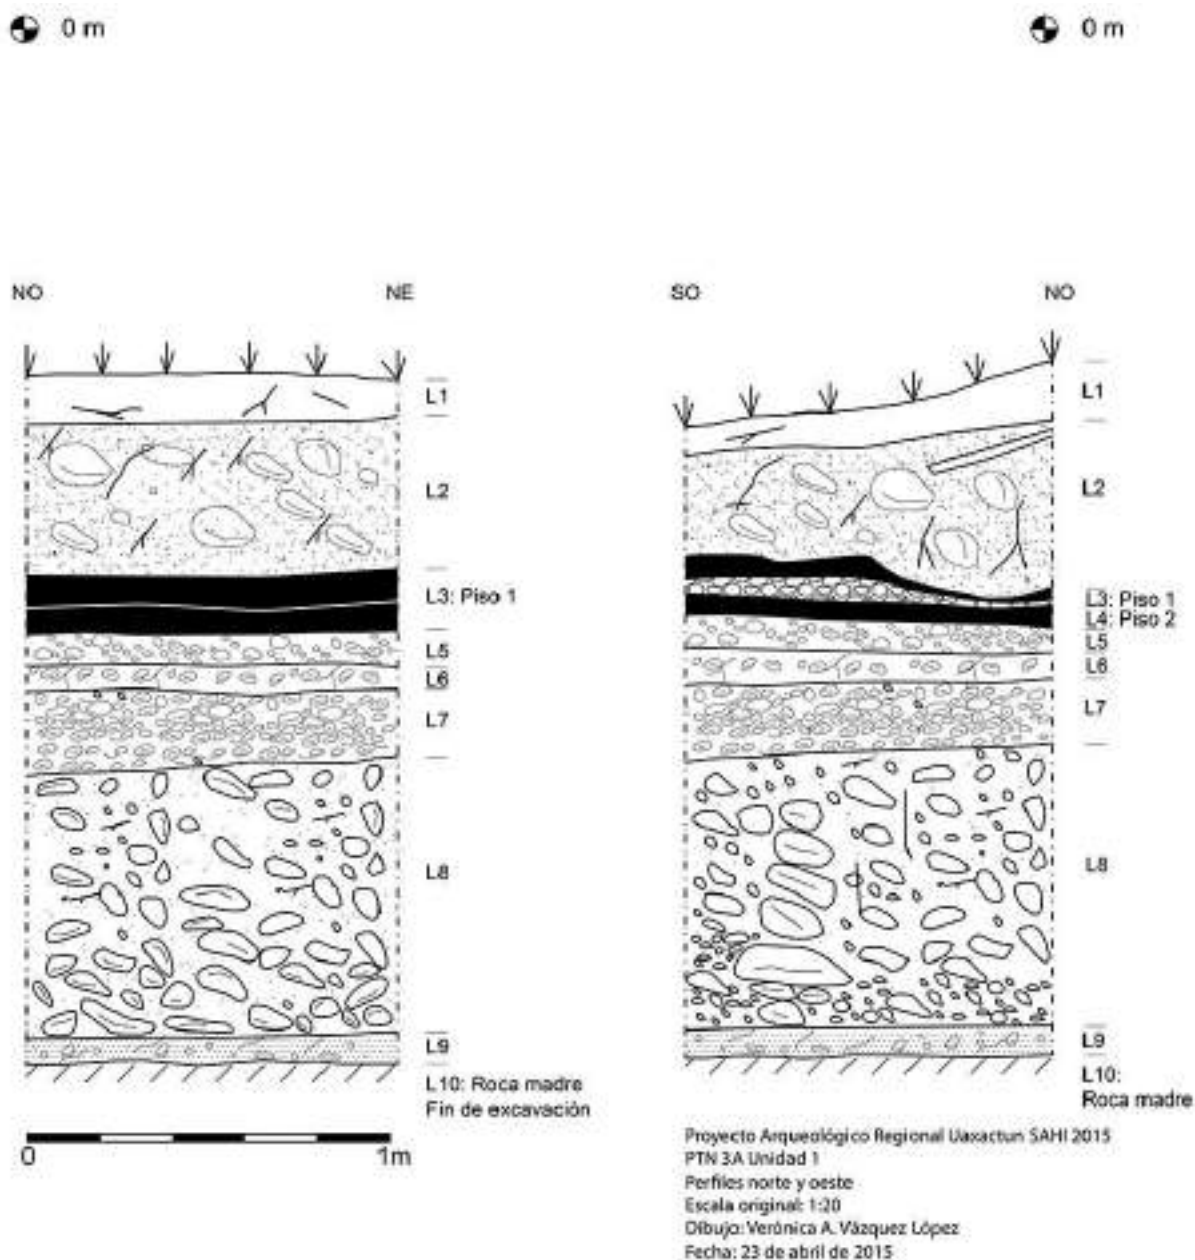 0 m
0 m
NO
NE
L1
L2
L3: Piso 1
L5
L6
L7
L8
L9
L10: Roca madre
Fin de excavación
0
1m
SO
NO
L1
L2
L3: Piso 1
L4: Piso 2
L5
L6
L7
L8
L9
L10:
Roca madre
Proyecto Arqueológico Regional Uaxactun SAHI 2015
PTN 3A Unidad 1
Perfiles norte y oeste
Escala original: 1:20
Dibujo: Verónica A. Vázquez López
Fecha: 23 de abril de 2015